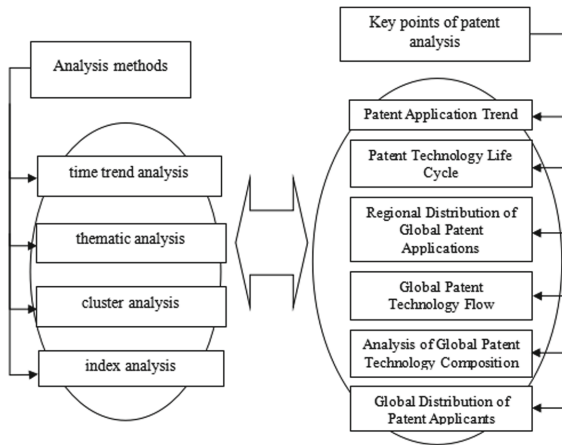 Analysis methods
time trend analysis
thematic analysis
cluster analysis
index analysis
Key points of patent
analysis
Patent Application Trend
Patent Technology Life
Cycle
Regional Distribution of
Global Patent
Applications
Global Patent
Technology Flow
Analysis of Global Patent
Technology Composition
Global Distribution of
Patent Applicants